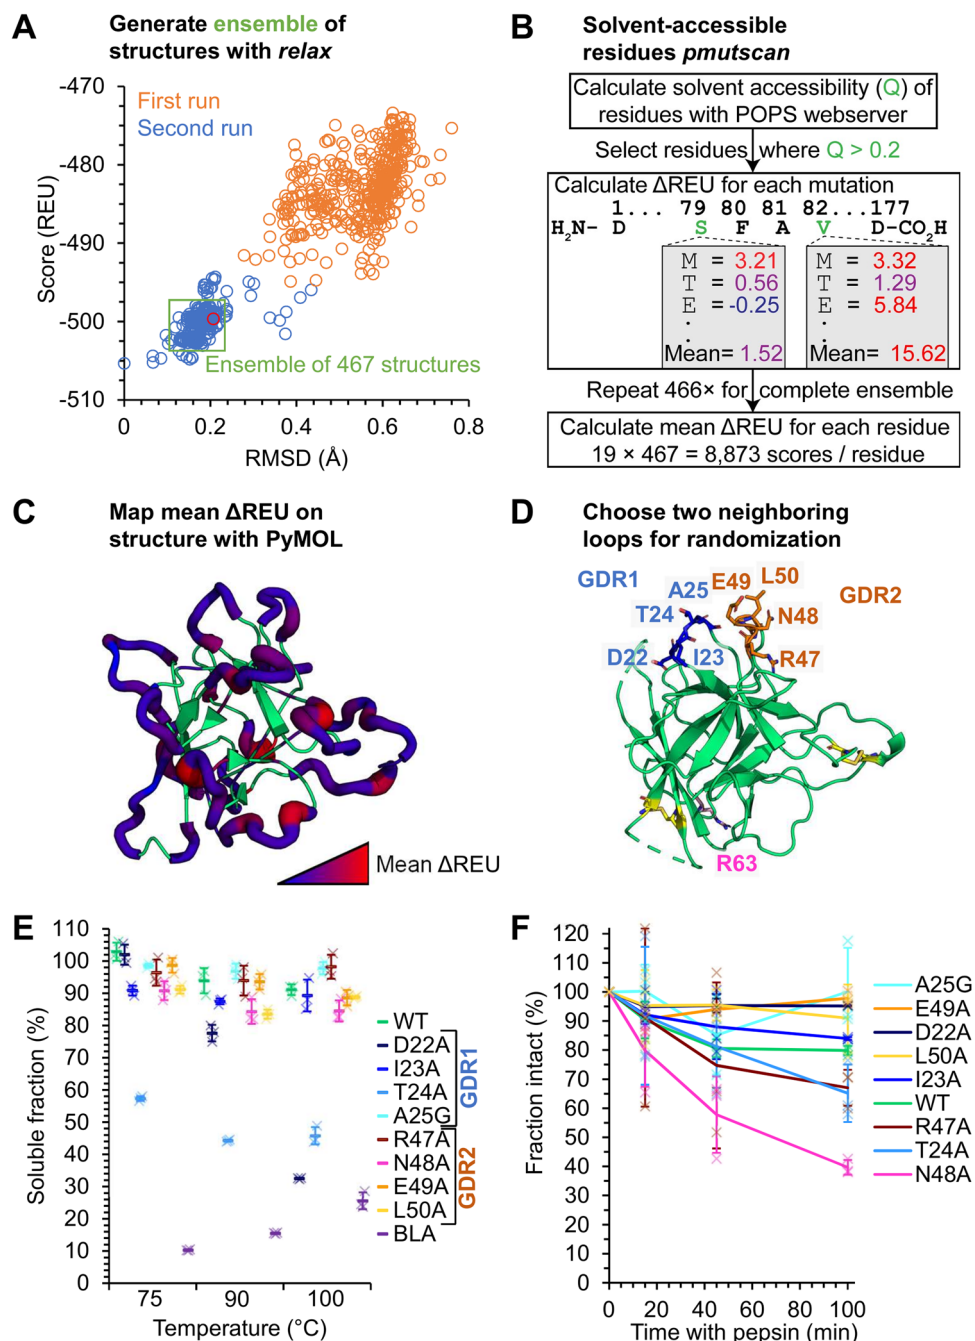 A
Generate ensemble of
structures with relax
First run
Second run
-470
-480
-490
-500
-510
Score (REU)
Ensemble of 467 structures
0
0.2
0.4
0.6
0.8
RMSD (Å)
B
Solvent-accessible
residues pmutscan
Calculate solvent accessibility (Q) of
residues with POPS webserver
Select residues where Q > 0.2
Calculate ΔREU for each mutation
1... 79 80 81 82...177
H2N– D S F A V D-CO2H
M = 3.21
T = 0.56
E = -0.25
.
.
Mean= 1.52
M = 3.32
T = 1.29
E = 5.84
.
.
Mean= 15.62
Repeat 466× for complete ensemble
Calculate mean ΔREU for each residue
19 × 467 = 8,873 scores / residue
C
Map mean ΔREU on
structure with PyMOL
Mean ΔREU
D
Choose two neighboring
loops for randomization
GDR1
GDR2
A25
E49
L50
T24
N48
D22
I23
R47
R63
E
110
100
90
80
70
60
50
40
30
20
10
0
Soluble fraction (%)
75
90
100
Temperature (°C)
WT
D22A
I23A
T24A
A25G
R47A
N48A
E49A
L50A
BLA
GDR1
GDR2
F
120
110
100
90
80
70
60
50
40
30
20
10
0
Fraction intact (%)
0
20
40
60
80
100
Time with pepsin (min)
A25G
E49A
D22A
L50A
I23A
WT
R47A
T24A
N48A